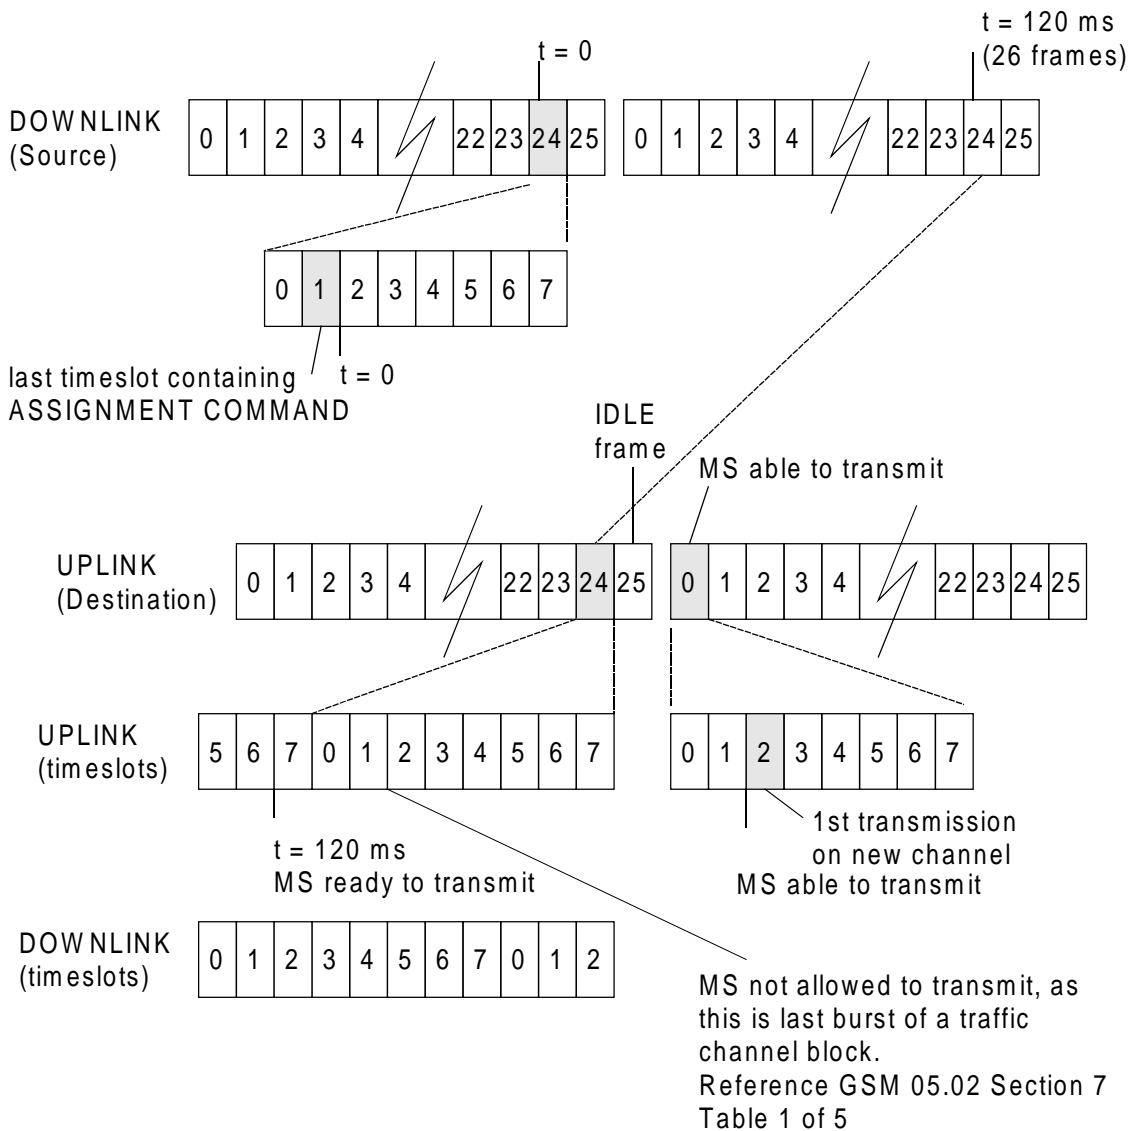 t = 120 ms
(26 frames)
t = 0
DOWNLINK
(Source)
0 1 2 3 4 22 23 24 25
0 1 2 3 4 22 23 24 25
0 1 2 3 4 5 6 7
last timeslot containing
ASSIGNMENT COMMAND
t = 0
IDLE
frame
MS able to transmit
UPLINK
(Destination)
0 1 2 3 4 22 23 24 25
0 1 2 3 4 22 23 24 25
UPLINK
(timeslots)
5 6 7 0 1 2 3 4 5 6 7
0 1 2 3 4 5 6 7
t = 120 ms
MS ready to transmit
1st transmission
on new channel
MS able to transmit
DOWNLINK
(timeslots)
0 1 2 3 4 5 6 7 0 1 2
MS not allowed to transmit, as
this is last burst of a traffic
channel block.
Reference GSM 05.02 Section 7
Table 1 of 5